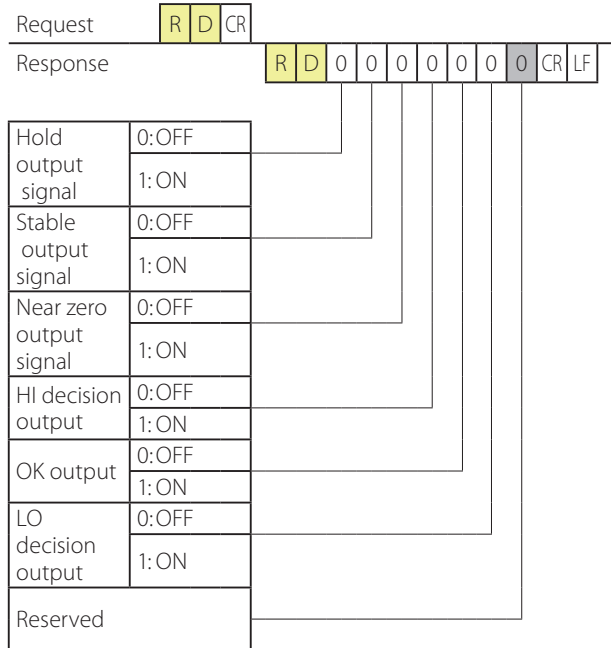 Request R D CR
Response R D 0 0 0 0 0 0 0 CR LF
Hold
output
signal
0:OFF
1:ON
Stable
output
signal
0:OFF
1:ON
Near zero
output
signal
0:OFF
1:ON
HI decision
output
0:OFF
1:ON
OK output
0:OFF
1:ON
LO
decision
output
0:OFF
1:ON
Reserved